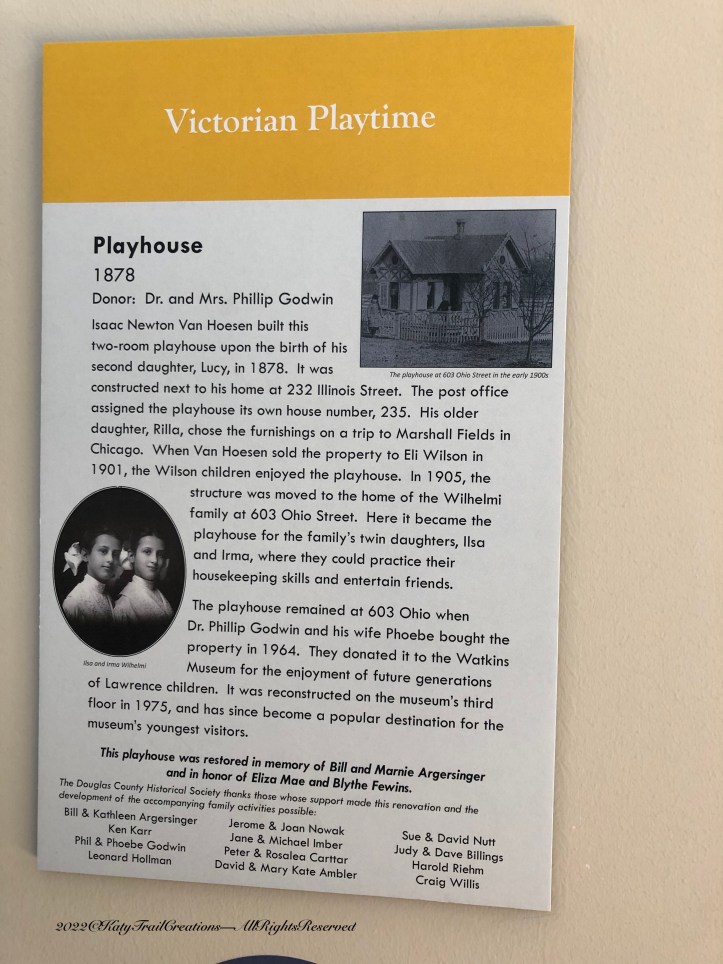 Victorian Playtime
Playhouse
1878
Donor: Dr. and Mrs. Phillip Godwin
The playhouse at 603 Ohio Street in the early 1900s
Isaac Newton Van Hoesen built this
two-room playhouse upon the birth of his
second daughter, Lucy, in 1878. It was
constructed next to his home at 232 Illinois Street. The post office
assigned the playhouse its own house number, 235. His older
daughter, Rilla, chose the furnishings on a trip to Marshall Fields in
Chicago. When Van Hoesen sold the property to Eli Wilson in
1901, the Wilson children enjoyed the playhouse. In 1905, the
structure was moved to the home of the Wilhelmi
family at 603 Ohio Street. Here it became the
playhouse for the family's twin daughters, Ilsa
and Irma, where they could practice their
housekeeping skills and entertain friends.
Ilsa and Irma Wilhelmi
The playhouse remained at 603 Ohio when
Dr. Phillip Godwin and his wife Phoebe bought the
property in 1964. They donated it to the Watkins
Museum for the enjoyment of future generations
of Lawrence children. It was reconstructed on the museum's third
floor in 1975, and has since become a popular destination for the
museum's youngest visitors.
This playhouse was restored in memory of Bill and Marnie Argersinger
and in honor of Eliza Mae and Blythe Fewins.
The Douglas County Historical Society thanks those whose support made this renovation and the
development of the accompanying family activities possible:
Bill & Kathleen Argersinger
Ken Karr
Phil & Phoebe Godwin
Leonard Hollman
Jerome & Joan Nowak
Jane & Michael Imber
Peter & Rosalea Carttar
David & Mary Kate Ambler
Sue & David Nutt
Judy & Dave Billings
Harold Riehm
Craig Willis
2022©KatyTrailCreations—AllRightsReserved